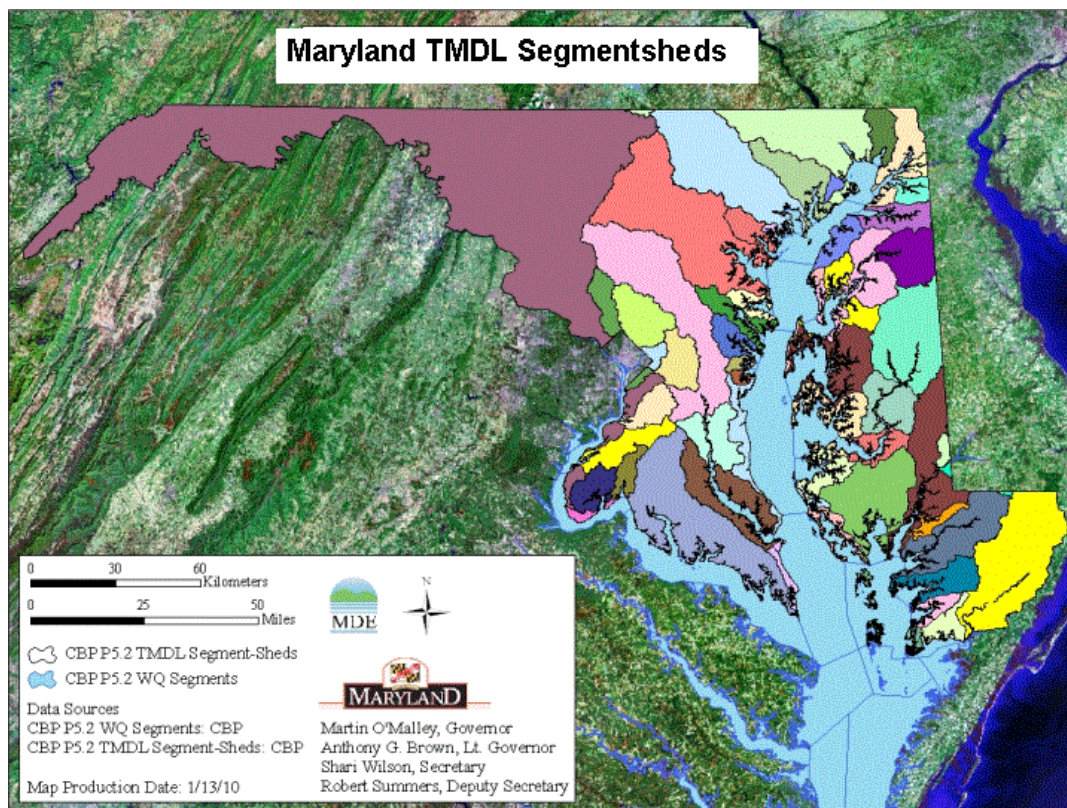 Maryland TMDL Segmentsheds
0 30 60
Kilometers
0 25 50
Miles
MDE
N
CBP P5.2 TMDL Segment-Sheds
CBP P5.2 WQ Segments
Data Sources
CBP P5.2 WQ Segments: CBP
CBP P5.2 TMDL Segment-Sheds: CBP
Map Production Date: 1/13/10
MARYLAND
Martin O'Malley, Governor
Anthony G. Brown, Lt. Governor
Shari Wilson, Secretary
Robert Summers, Deputy Secretary